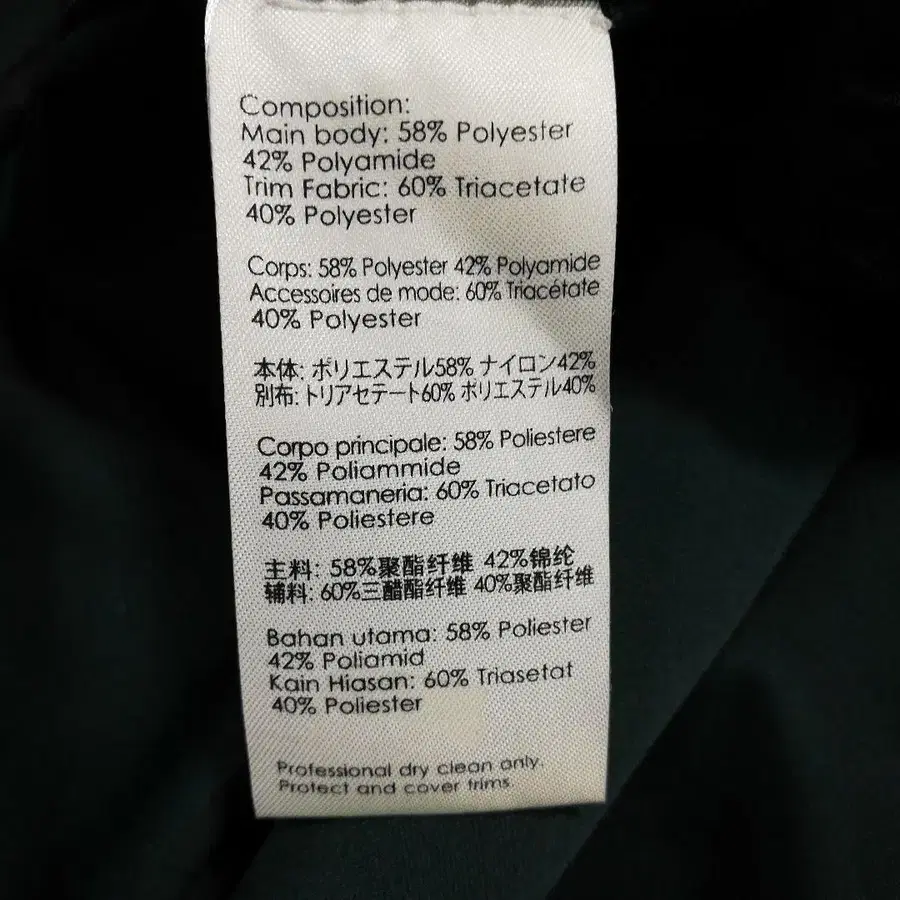 Composition:
Main body: 58% Polyester
42% Polyamide
Trim Fabric: 60% Triacetate
40% Polyester
Corps: 58% Polyester 42% Polyamide
Accessoires de mode: 60% Triacétate
40% Polyester
本体: ポリエステル58% ナイロン42%
別布: トリアセテート60% ポリエステル40%
Corpo principale: 58% Poliestere
42% Poliammide
Passamaneria: 60% Triacetato
40% Poliestere
主料: 58%聚酯纤维 42%锦纶
辅料: 60%三醋酯纤维 40%聚酯纤维
Bahan utama: 58% Poliester
42% Poliamid
Kain Hiasan: 60% Triasetat
40% Poliester
Professional dry clean only.
Protect and cover trims.